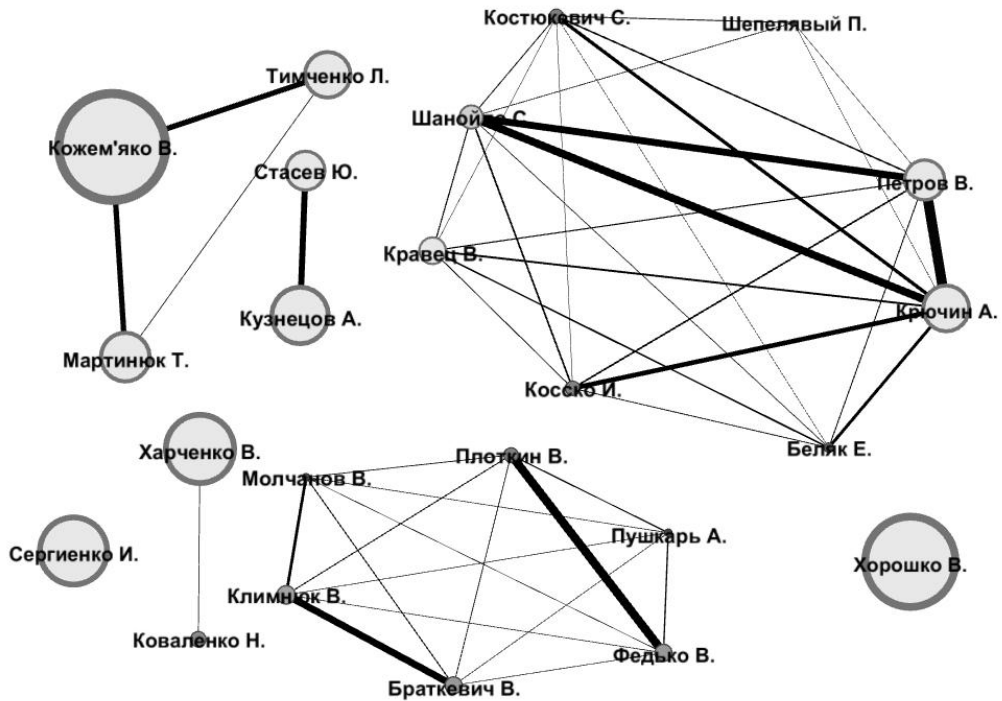 Костюкевич С.
Шепелявый П.
Тимченко Л.
Шанойло С.
Кожем'яко В.
Стасев Ю.
Петров В.
Кравец В.
Крючин А.
Кузнецов А.
Мартинюк Т.
Косско И.
Беляк Е.
Харченко В.
Плоткин В.
Молчанов В.
Пушкарь А.
Сергиенко И.
Хорошко В.
Климнюк В.
Коваленко Н.
Федько В.
Браткевич В.